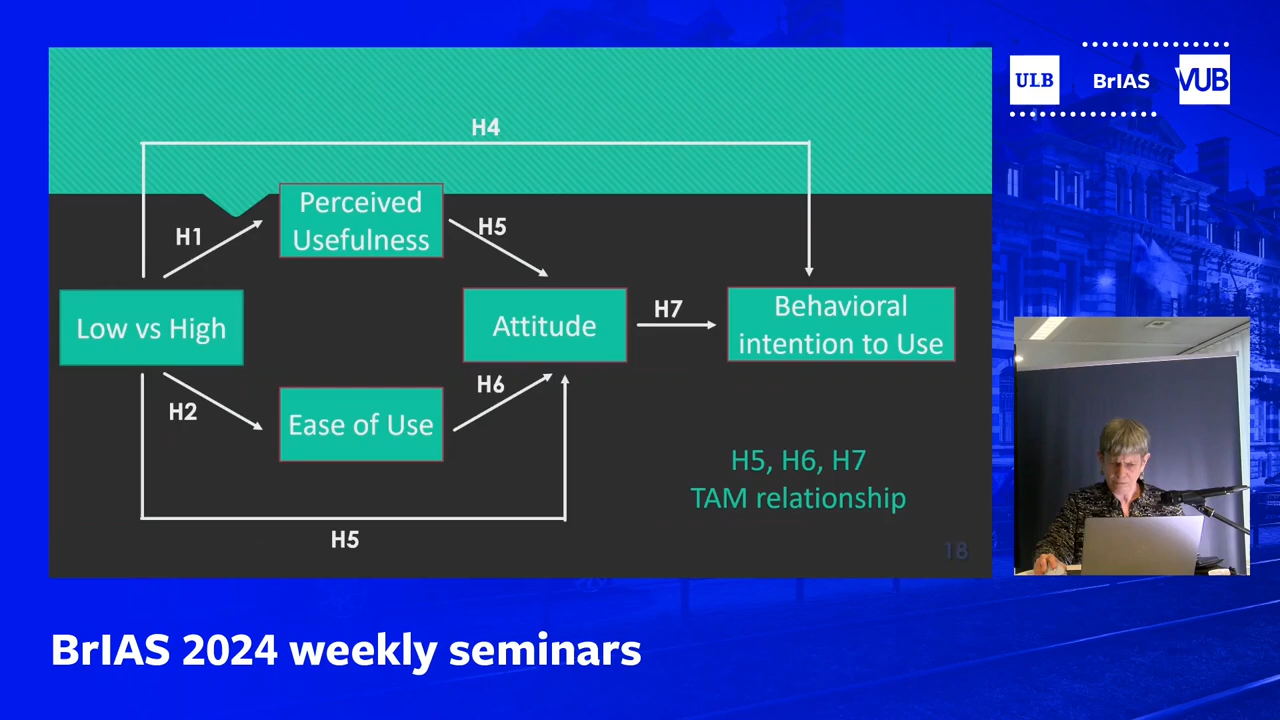 ULB
BrIAS
VUB
H4
Perceived
Usefulness
H1
H5
Low vs High
Attitude
H7
Behavioral
intention to Use
H2
H6
Ease of Use
H5, H6, H7
TAM relationship
H5
18
BrIAS 2024 weekly seminars